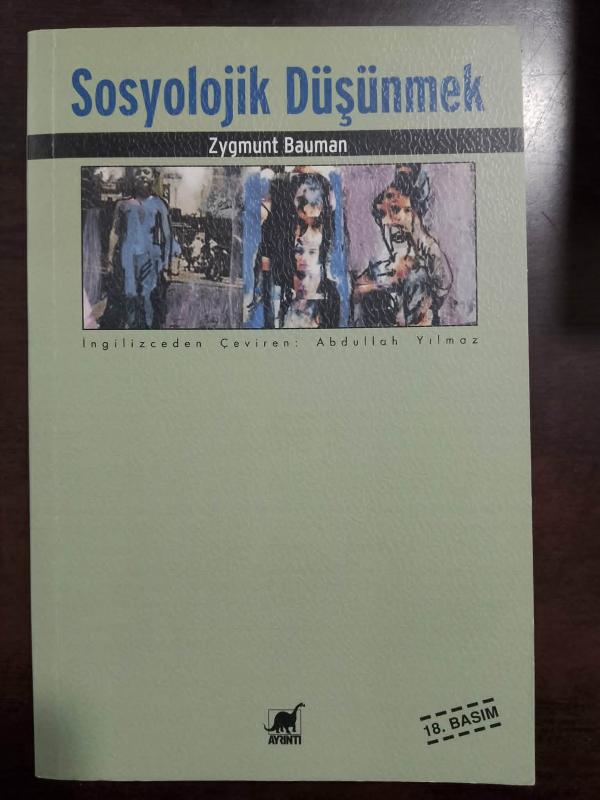 Sosyolojik Düşünmek
Zygmunt Bauman
İngilizceden Çeviren: Abdullah Yılmaz
18. BASIM
AYRINTI